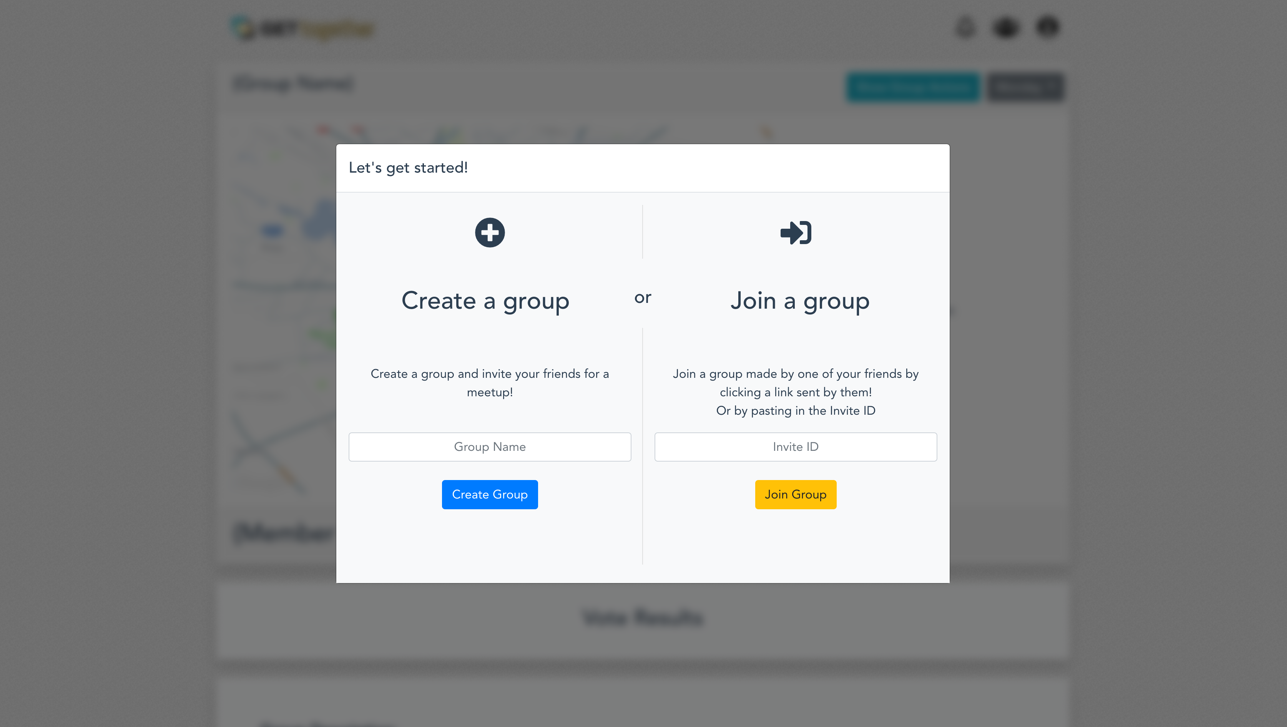 GETtogether
{Group Name}
Let's get started!
Create a group
or
Join a group
Create a group and invite your friends for a
meetup!
Join a group made by one of your friends by
clicking a link sent by them!
Or by pasting in the Invite ID
Group Name
Invite ID
Create Group
Join Group
{Member
Vote Results